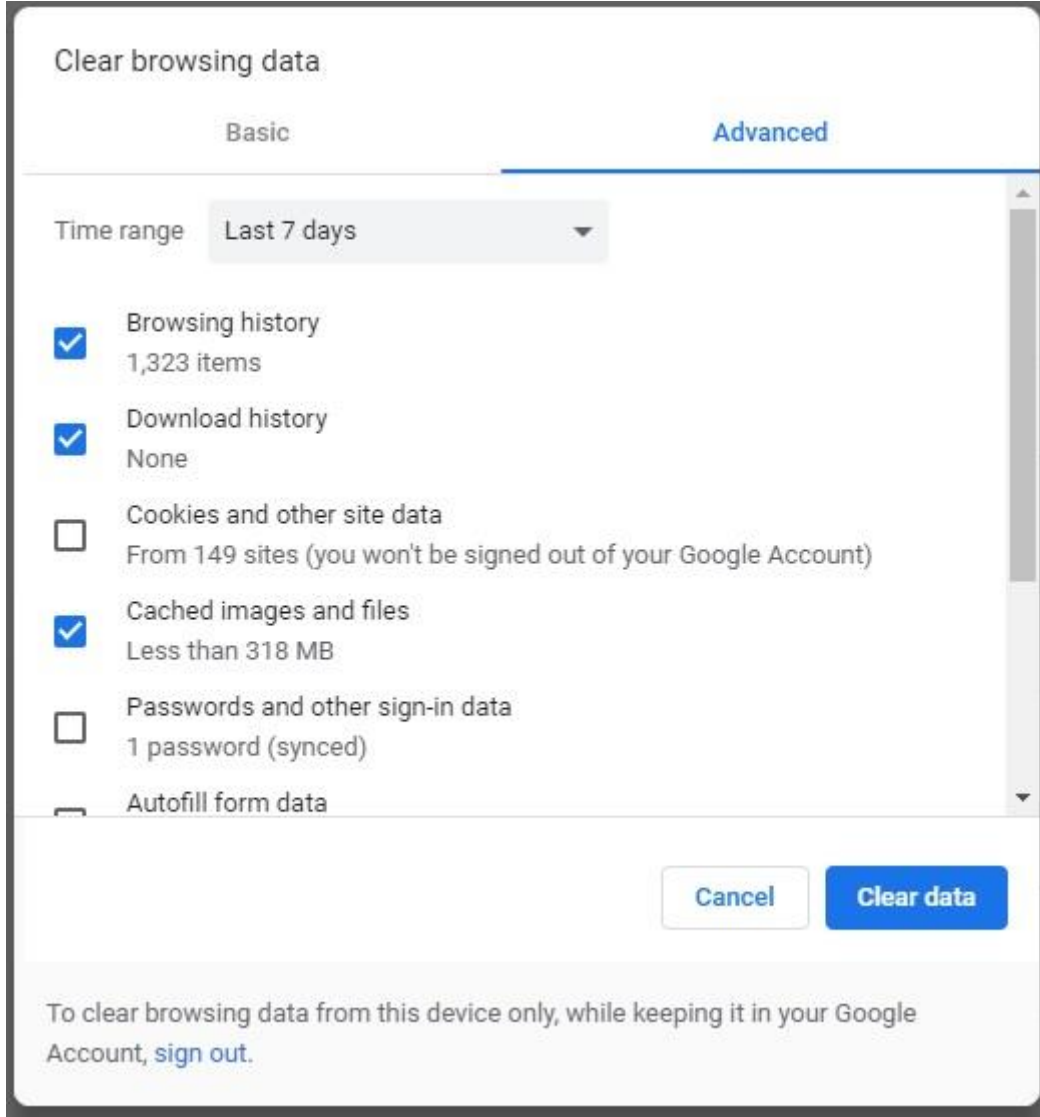 Clear browsing data
Basic
Advanced
Time range
Last 7 days
Browsing history
1,323 items
Download history
None
Cookies and other site data
From 149 sites (you won't be signed out of your Google Account)
Cached images and files
Less than 318 MB
Passwords and other sign-in data
1 password (synced)
Autofill form data
Cancel
Clear data
To clear browsing data from this device only, while keeping it in your Google
Account, sign out.